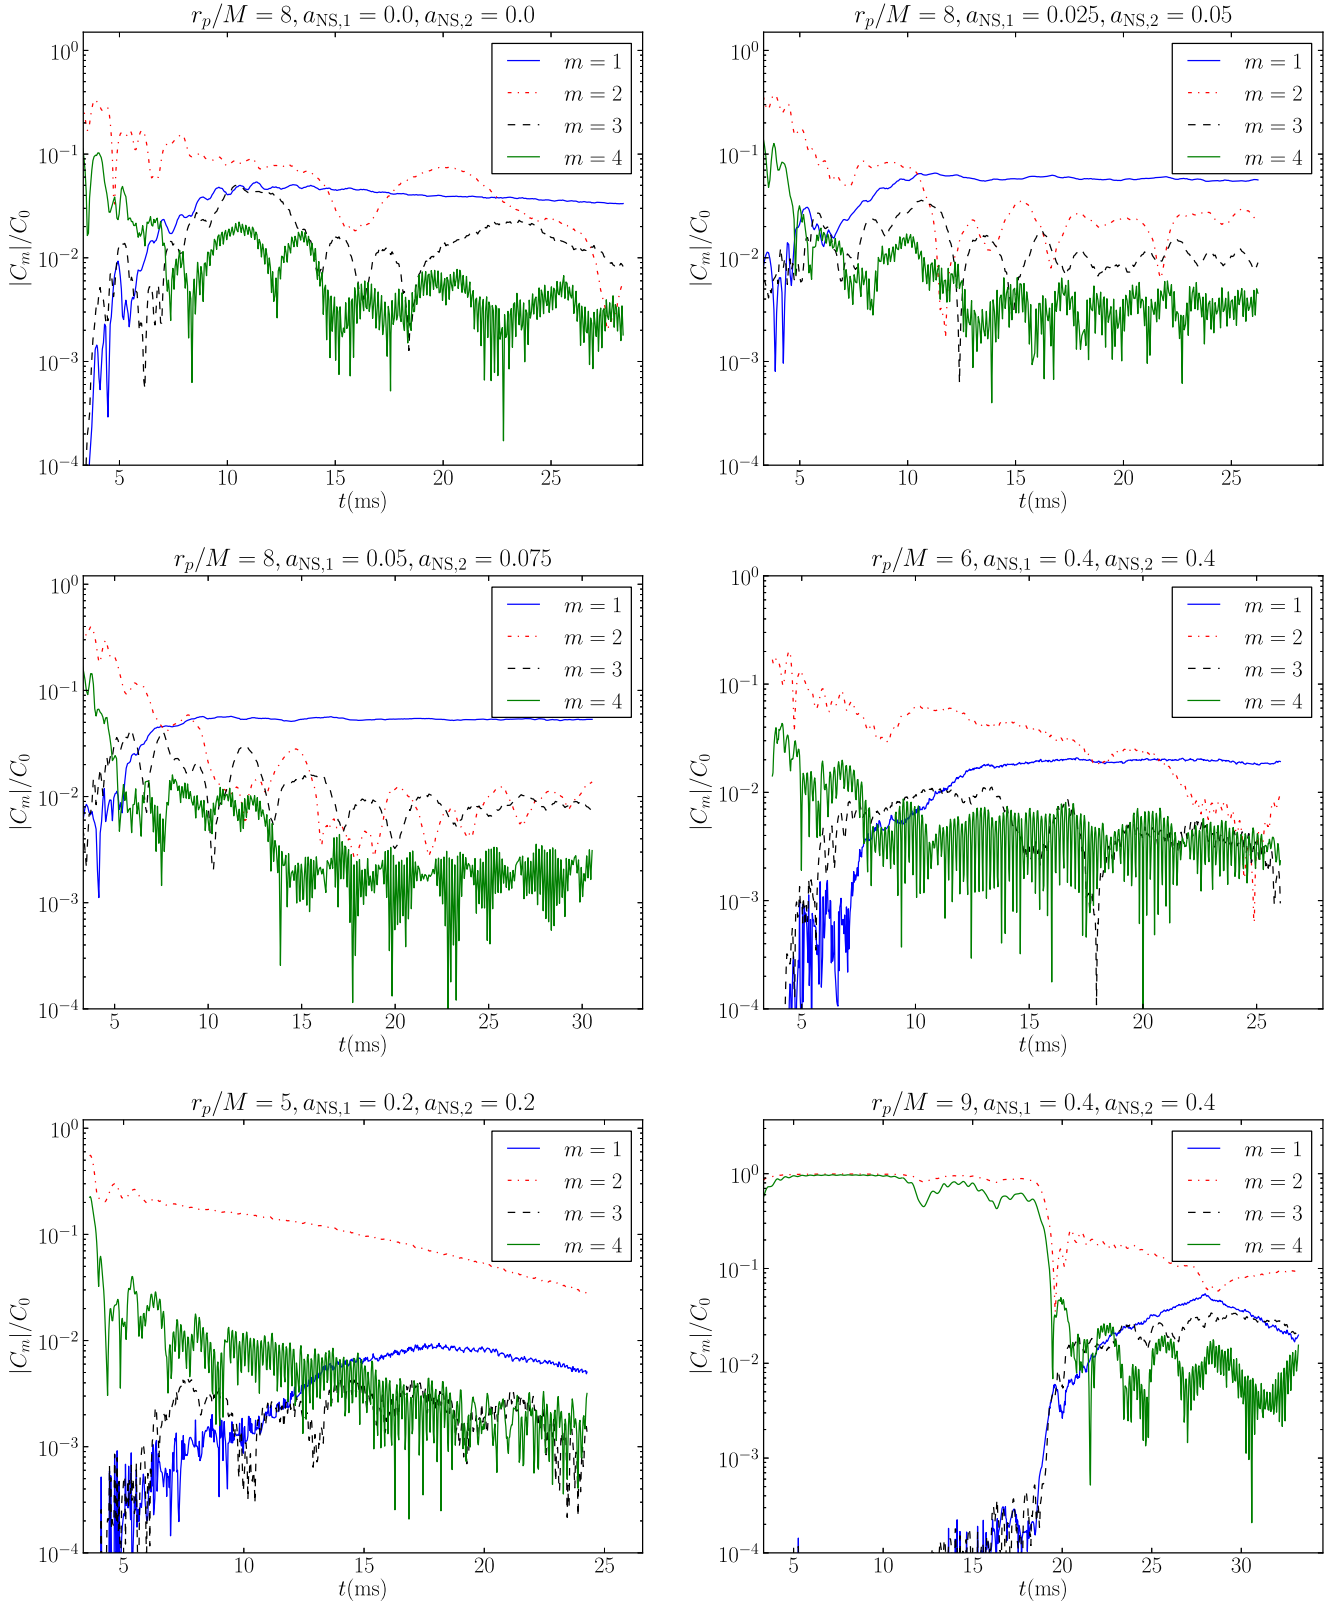 r_p/M = 8, a_NS,1 = 0.0, a_NS,2 = 0.0
m = 1
m = 2
m = 3
m = 4
10^0
10^-1
10^-2
10^-3
10^-4
|C_m|/C_0
5 10 15 20 25
t(ms)
r_p/M = 8, a_NS,1 = 0.025, a_NS,2 = 0.05
m = 1
m = 2
m = 3
m = 4
10^0
10^-1
10^-2
10^-3
10^-4
|C_m|/C_0
5 10 15 20 25
t(ms)
r_p/M = 8, a_NS,1 = 0.05, a_NS,2 = 0.075
m = 1
m = 2
m = 3
m = 4
10^0
10^-1
10^-2
10^-3
10^-4
|C_m|/C_0
5 10 15 20 25 30
t(ms)
r_p/M = 6, a_NS,1 = 0.4, a_NS,2 = 0.4
m = 1
m = 2
m = 3
m = 4
10^0
10^-1
10^-2
10^-3
10^-4
|C_m|/C_0
5 10 15 20 25
t(ms)
r_p/M = 5, a_NS,1 = 0.2, a_NS,2 = 0.2
m = 1
m = 2
m = 3
m = 4
10^0
10^-1
10^-2
10^-3
10^-4
|C_m|/C_0
5 10 15 20 25
t(ms)
r_p/M = 9, a_NS,1 = 0.4, a_NS,2 = 0.4
m = 1
m = 2
m = 3
m = 4
10^0
10^-1
10^-2
10^-3
10^-4
|C_m|/C_0
5 10 15 20 25 30
t(ms)